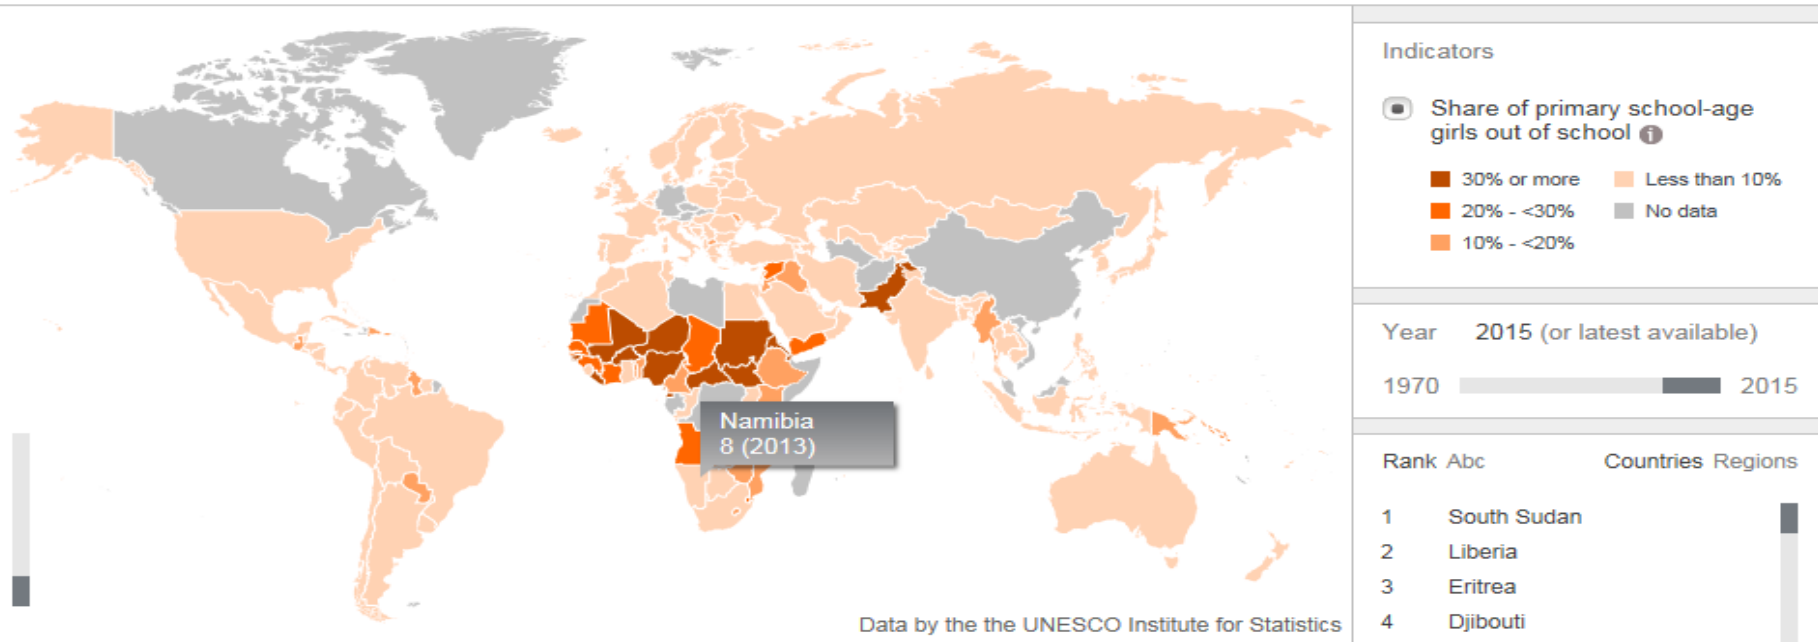 Indicators
Share of primary school-age
girls out of school
30% or more
Less than 10%
20% - <30%
No data
10% - <20%
Namibia
8 (2013)
Year 2015 (or latest available)
1970 2015
Rank Abc Countries Regions
1 South Sudan
2 Liberia
3 Eritrea
4 Djibouti
Data by the the UNESCO Institute for Statistics